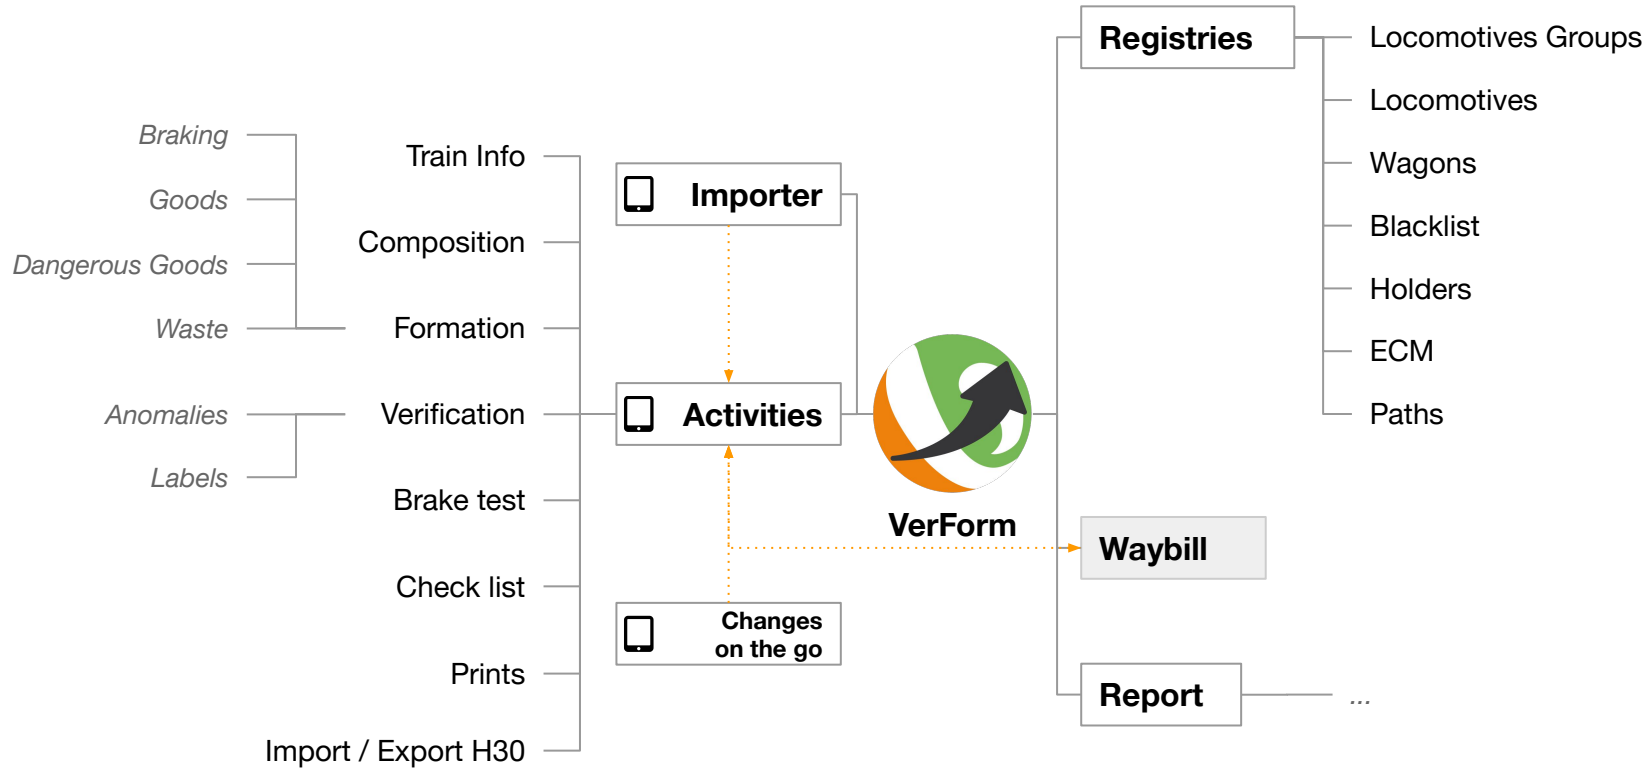 Braking
Goods
Dangerous Goods
Waste
Anomalies
Labels
Train Info
Composition
Formation
Verification
Brake test
Check list
Prints
Import / Export H30
Importer
Activities
Changes
on the go
VerForm
Registries
Waybill
Report
Locomotives Groups
Locomotives
Wagons
Blacklist
Holders
ECM
Paths
...